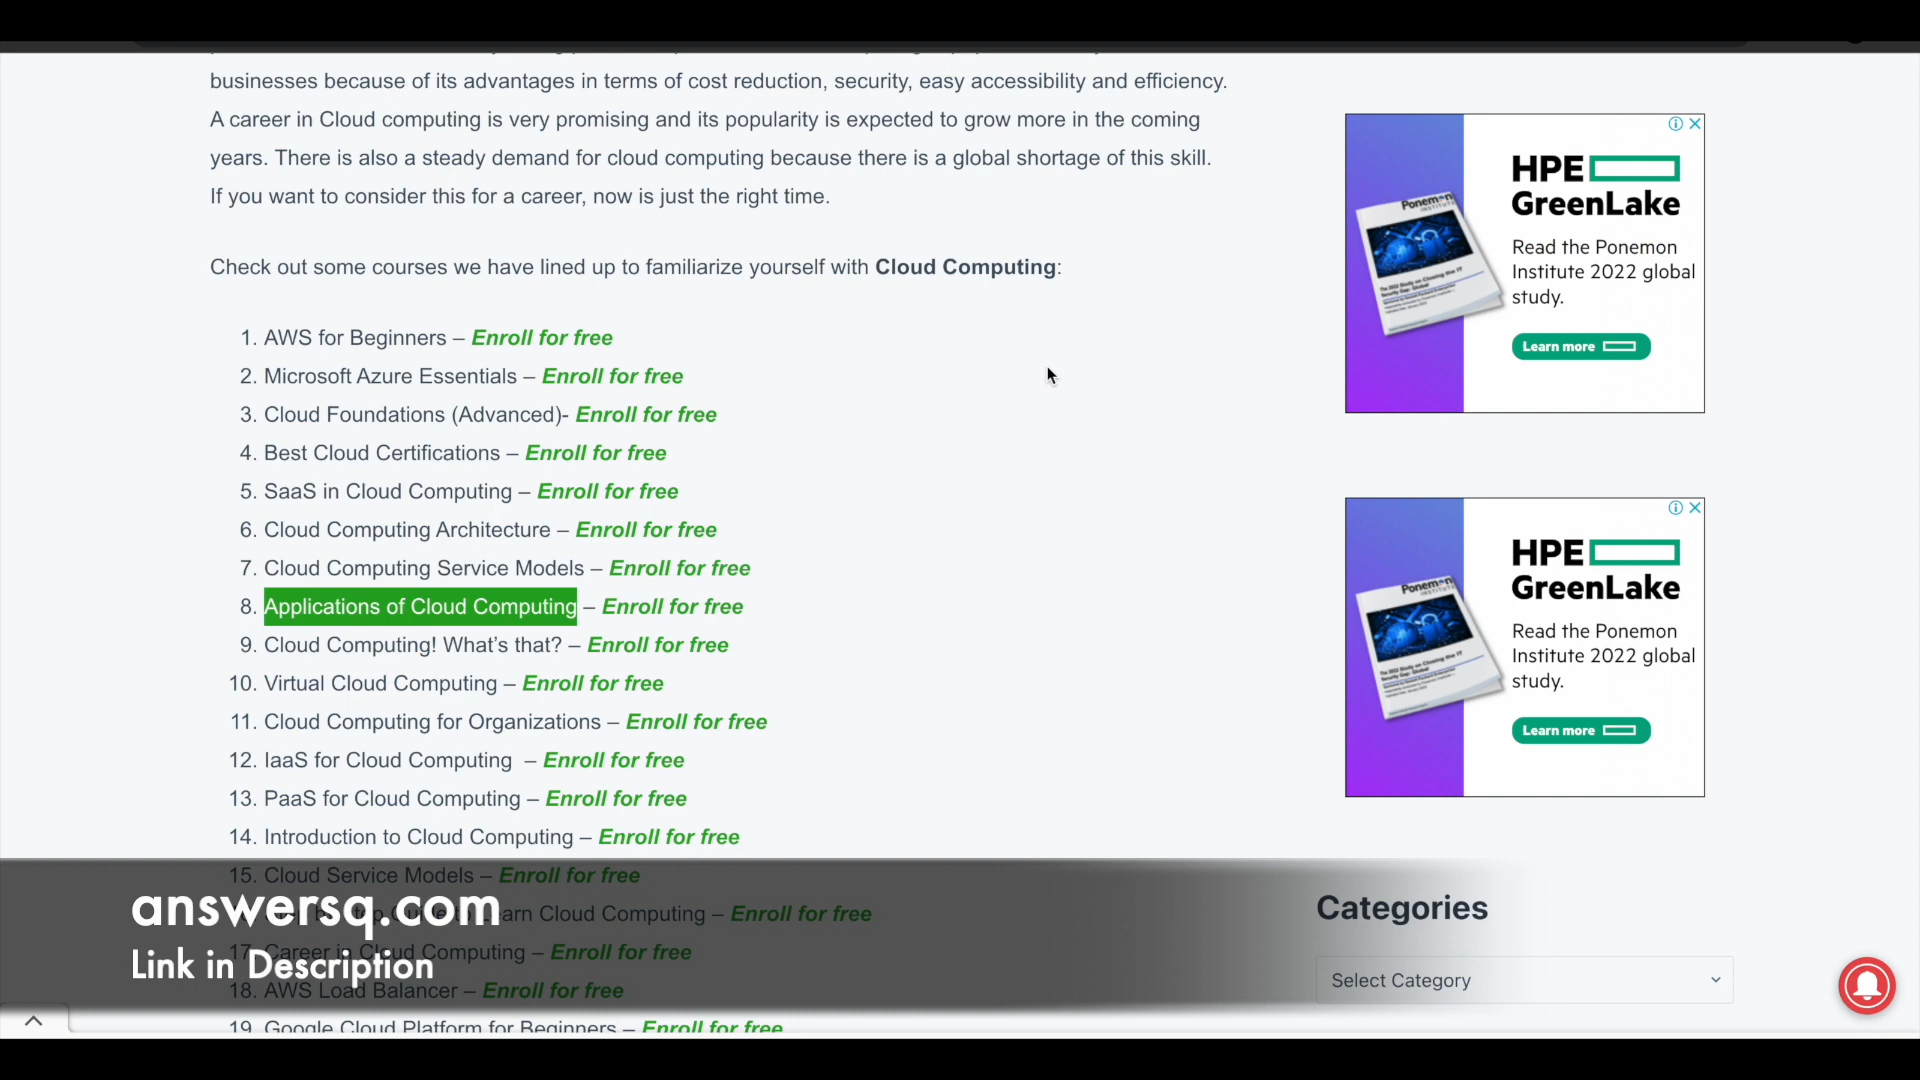 businesses because of its advantages in terms of cost reduction, security, easy accessibility and efficiency.
A career in Cloud computing is very promising and its popularity is expected to grow more in the coming
years. There is also a steady demand for cloud computing because there is a global shortage of this skill.
If you want to consider this for a career, now is just the right time.
Check out some courses we have lined up to familiarize yourself with Cloud Computing:
1. AWS for Beginners – Enroll for free
2. Microsoft Azure Essentials – Enroll for free
3. Cloud Foundations (Advanced)- Enroll for free
4. Best Cloud Certifications – Enroll for free
5. SaaS in Cloud Computing – Enroll for free
6. Cloud Computing Architecture – Enroll for free
7. Cloud Computing Service Models – Enroll for free
8. Applications of Cloud Computing – Enroll for free
9. Cloud Computing! What's that? – Enroll for free
10. Virtual Cloud Computing – Enroll for free
11. Cloud Computing for Organizations – Enroll for free
12. IaaS for Cloud Computing – Enroll for free
13. PaaS for Cloud Computing – Enroll for free
14. Introduction to Cloud Computing – Enroll for free
15. Cloud Service Models – Enroll for free
Cloud Computing – Enroll for free
17. Career in Cloud Computing – Enroll for free
18. AWS Load Balancer – Enroll for free
19. Google Cloud Platform for Beginners – Enroll for free
answersq.com
Link in Description
HPE
GreenLake
Read the Ponemon
Institute 2022 global
study.
Learn more
Ponemon
INSTITUTE
HPE
GreenLake
Read the Ponemon
Institute 2022 global
study.
Learn more
Ponemon
INSTITUTE
Categories
Select Category